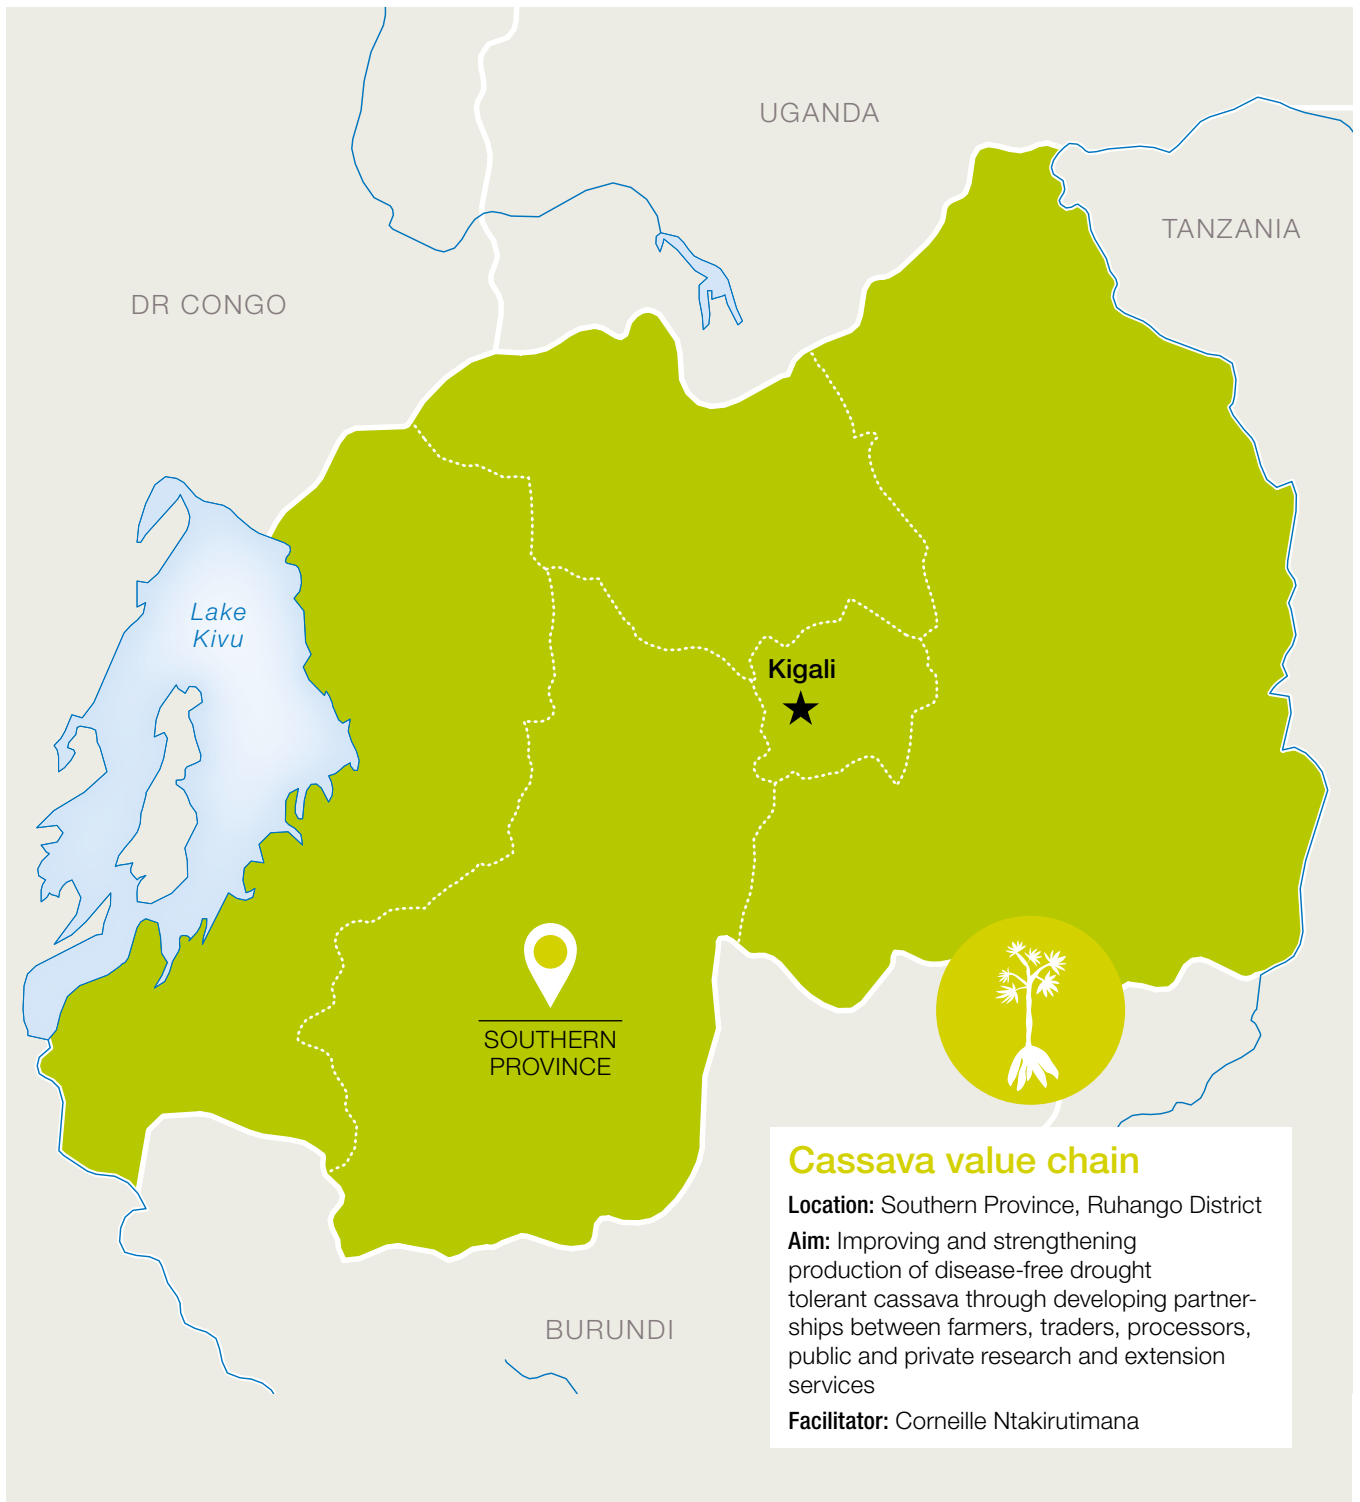 UGANDA
TANZANIA
DR CONGO
Lake
Kivu
Kigali
SOUTHERN
PROVINCE
BURUNDI
Cassava value chain
Location: Southern Province, Ruhango District
Aim: Improving and strengthening
production of disease-free drought
tolerant cassava through developing partner-
ships between farmers, traders, processors,
public and private research and extension
services
Facilitator: Corneille Ntakirutimana